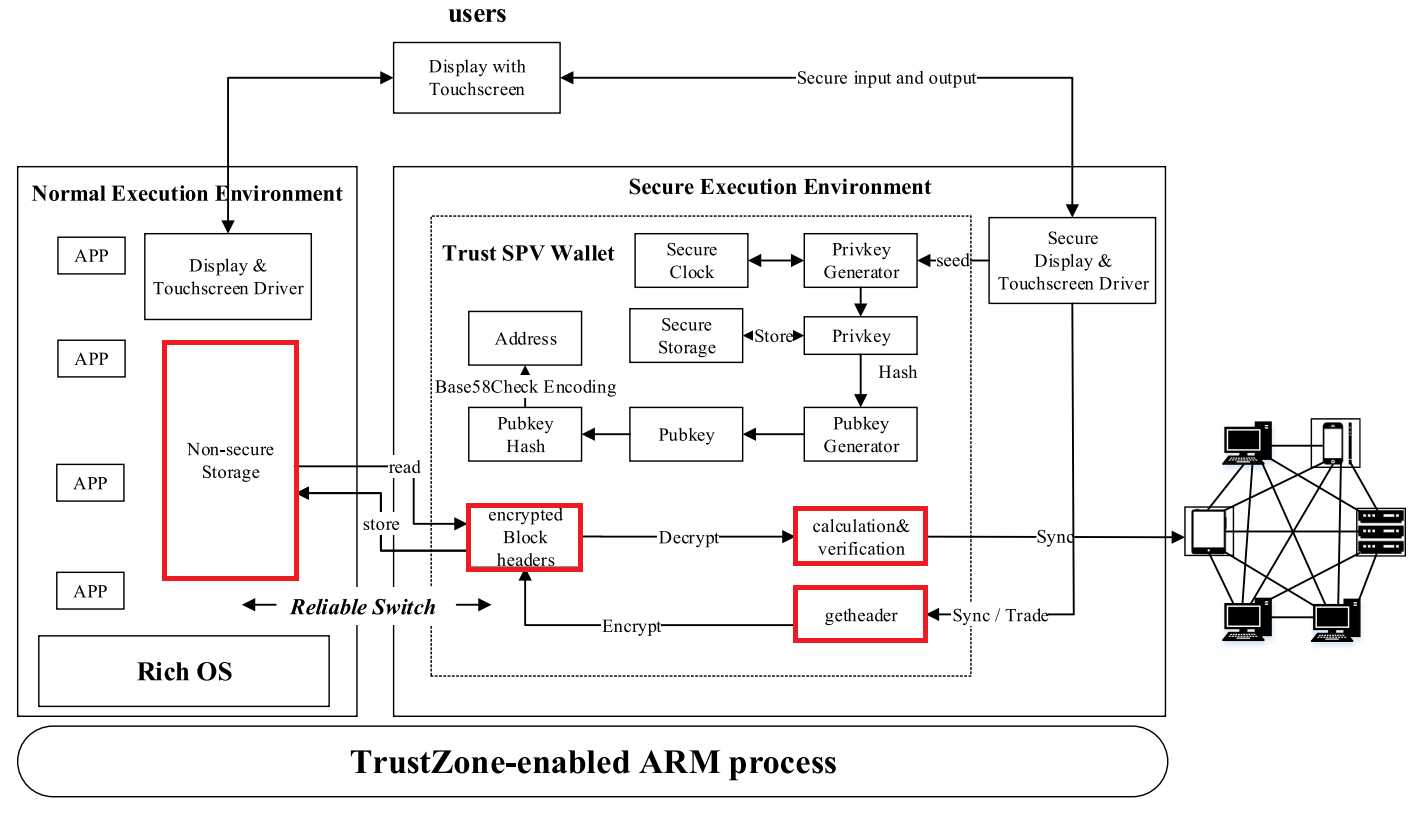 users
Display with
Touchscreen
Secure input and output
Normal Execution Environment
APP
Display &
Touchscreen Driver
APP
Non-secure
Storage
APP
APP
Rich OS
read
store
Reliable Switch
Secure Execution Environment
Trust SPV Wallet
Secure
Clock
Privkey
Generator
seed
Secure
Display &
Touchscreen Driver
Address
Secure
Storage
Store
Privkey
Hash
Base58Check Encoding
Pubkey
Hash
Pubkey
Pubkey
Generator
encrypted
Block
headers
Decrypt
calculation&
verification
Sync
getheader
Sync / Trade
Encrypt
TrustZone-enabled ARM process